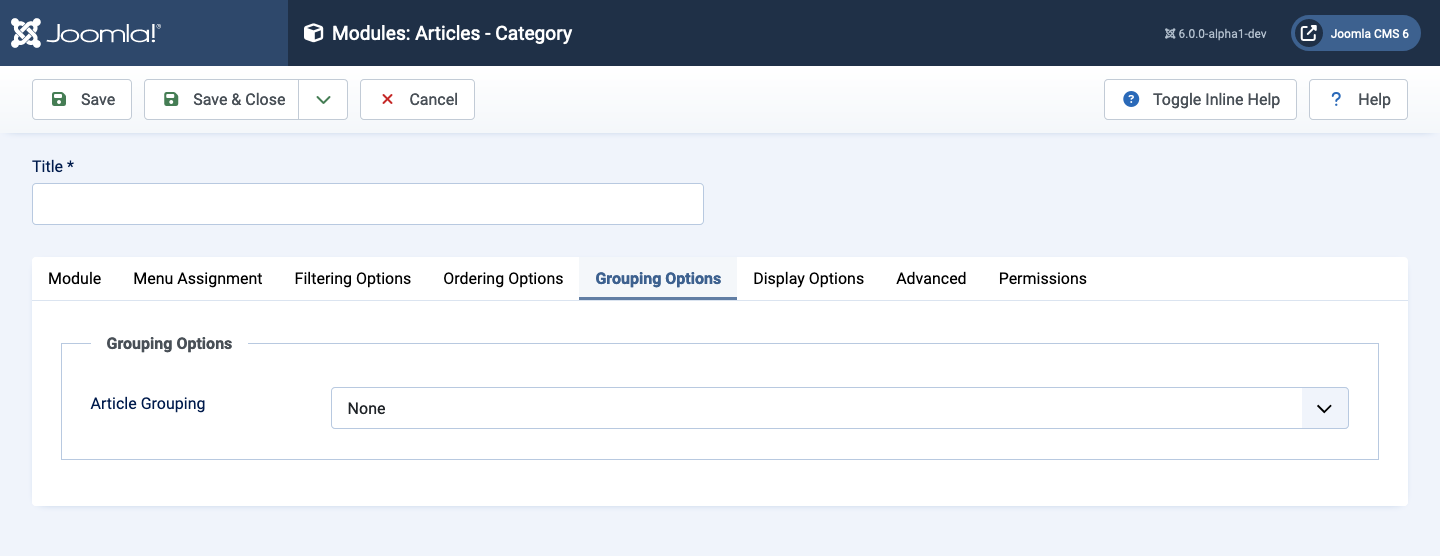 Joomla!®
Modules: Articles - Category
6.0.0-alpha1-dev
Joomla CMS 6
Save
Save & Close
Cancel
Toggle Inline Help
Help
Title *
Module Menu Assignment Filtering Options Ordering Options Grouping Options Display Options Advanced Permissions
Grouping Options
Article Grouping
None